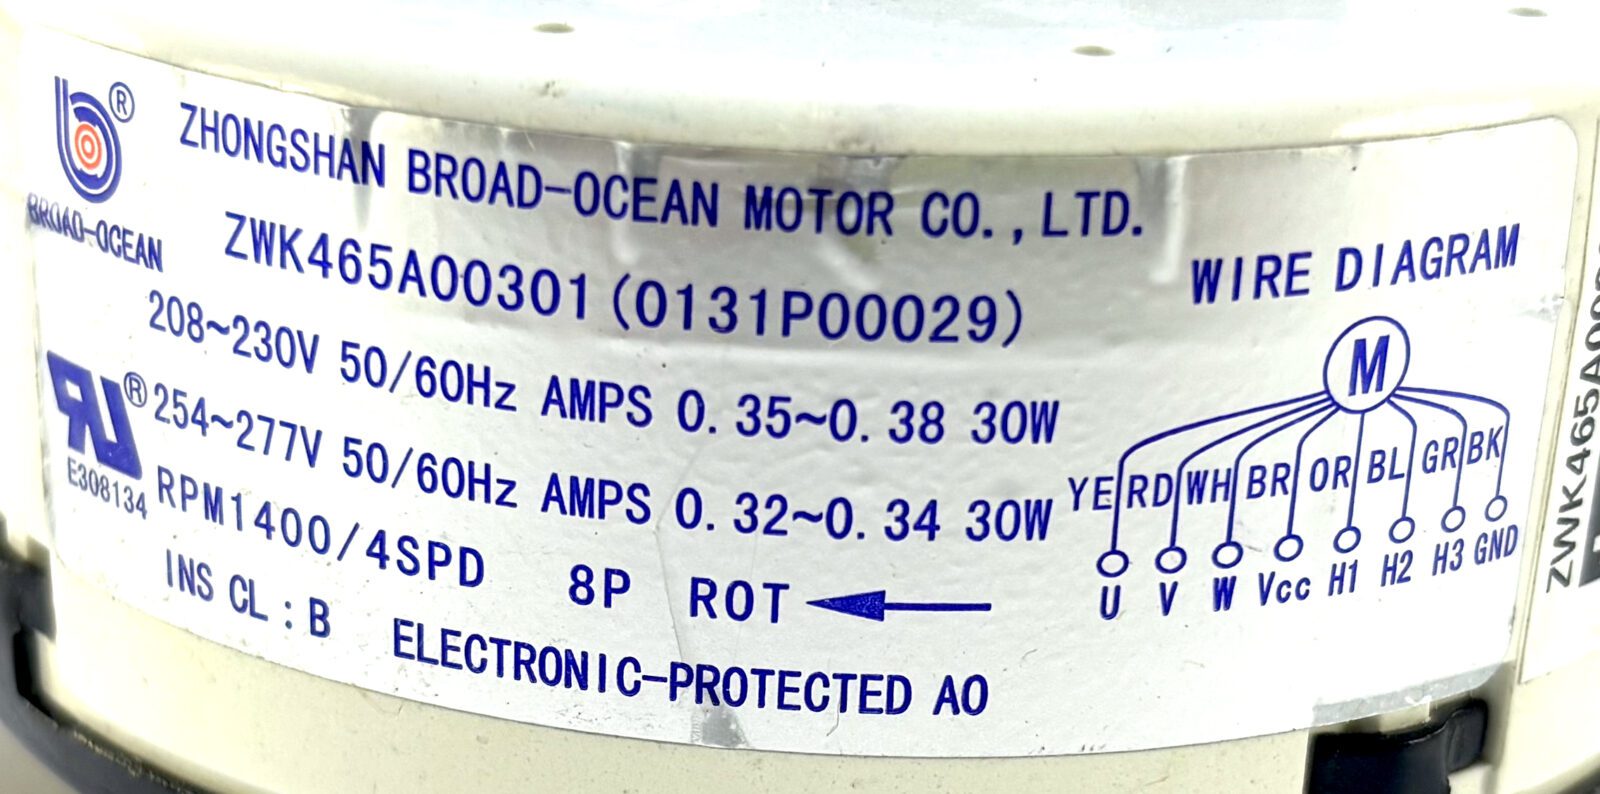 ®
BROAD-OCEAN
ZHONGSHAN BROAD-OCEAN MOTOR CO., LTD.
ZWK465A00301(0131P00029)
208~230V 50/60Hz AMPS 0.35~0.38 30W
®
254~277V 50/60Hz AMPS 0.32~0.34 30W
E308134
RPM1400/4SPD 8P ROT
INS CL:B ELECTRONIC-PROTECTED AO
WIRE DIAGRAM
M
YE RD WH BR OR BL GR BK
U V W Vcc H1 H2 H3 GND